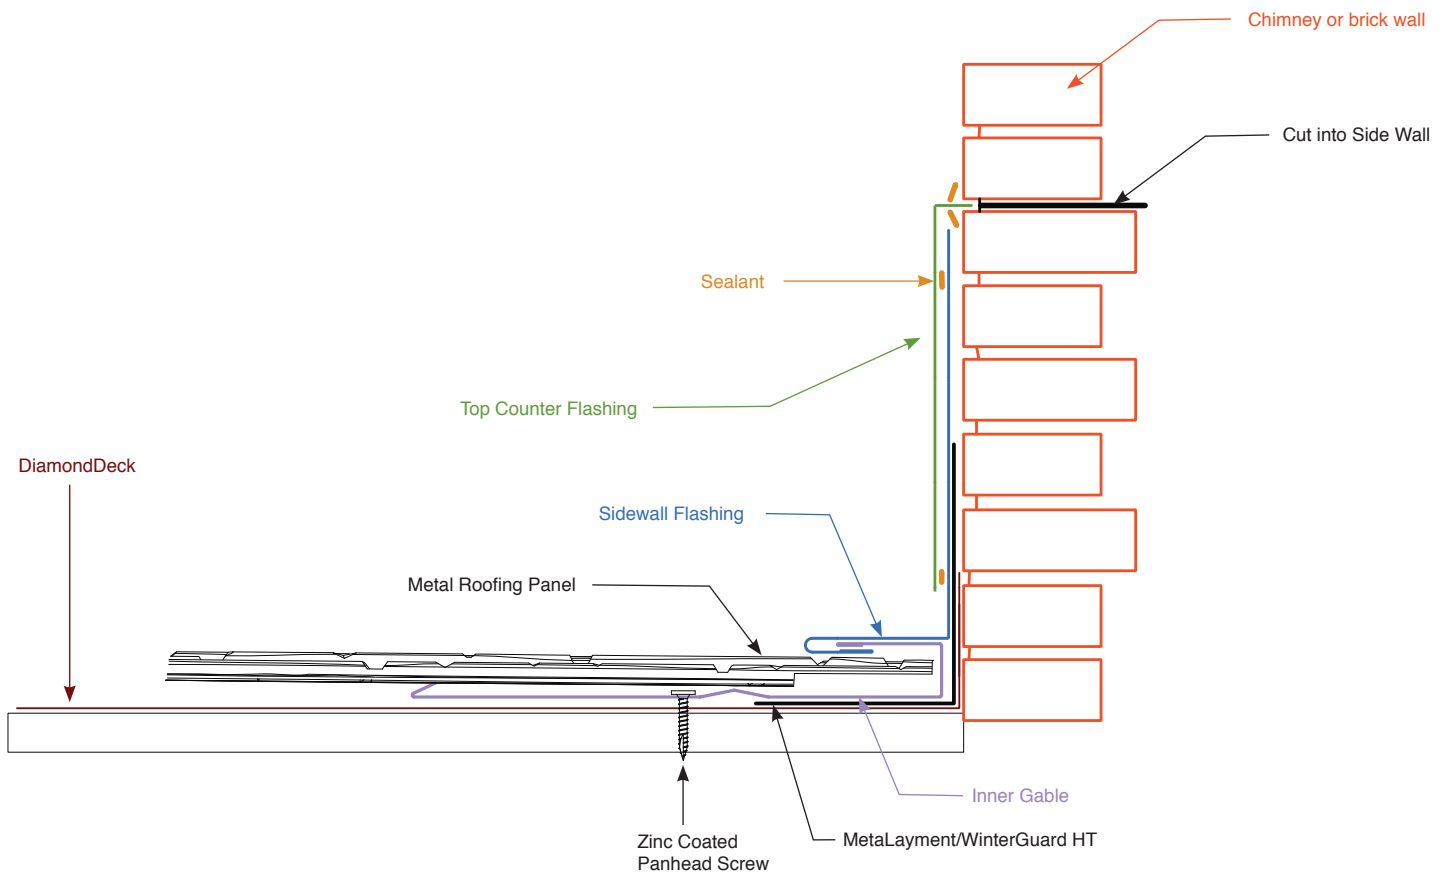 Chimney or brick wall
Cut into Side Wall
Sealant
Top Counter Flashing
DiamondDeck
Sidewall Flashing
Metal Roofing Panel
Inner Gable
Zinc Coated
Panhead Screw
MetaLayment/WinterGuard HT